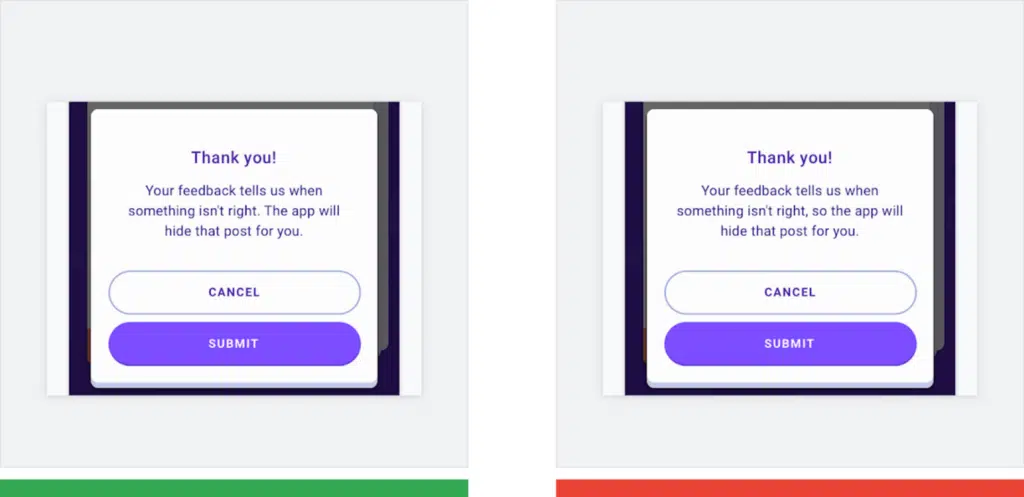 Thank you!
Your feedback tells us when
something isn't right. The app will
hide that post for you.
CANCEL
SUBMIT
Thank you!
Your feedback tells us when
something isn't right, so the app will
hide that post for you.
CANCEL
SUBMIT